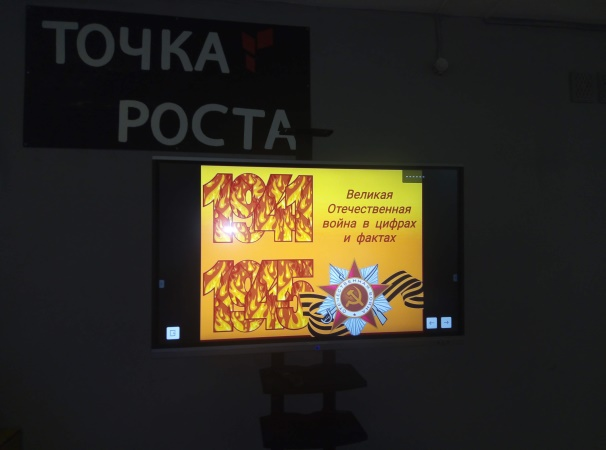 ТОЧКА
РОСТА
1941
Великая
Отечественная
война в цифрах
и фактах
1945